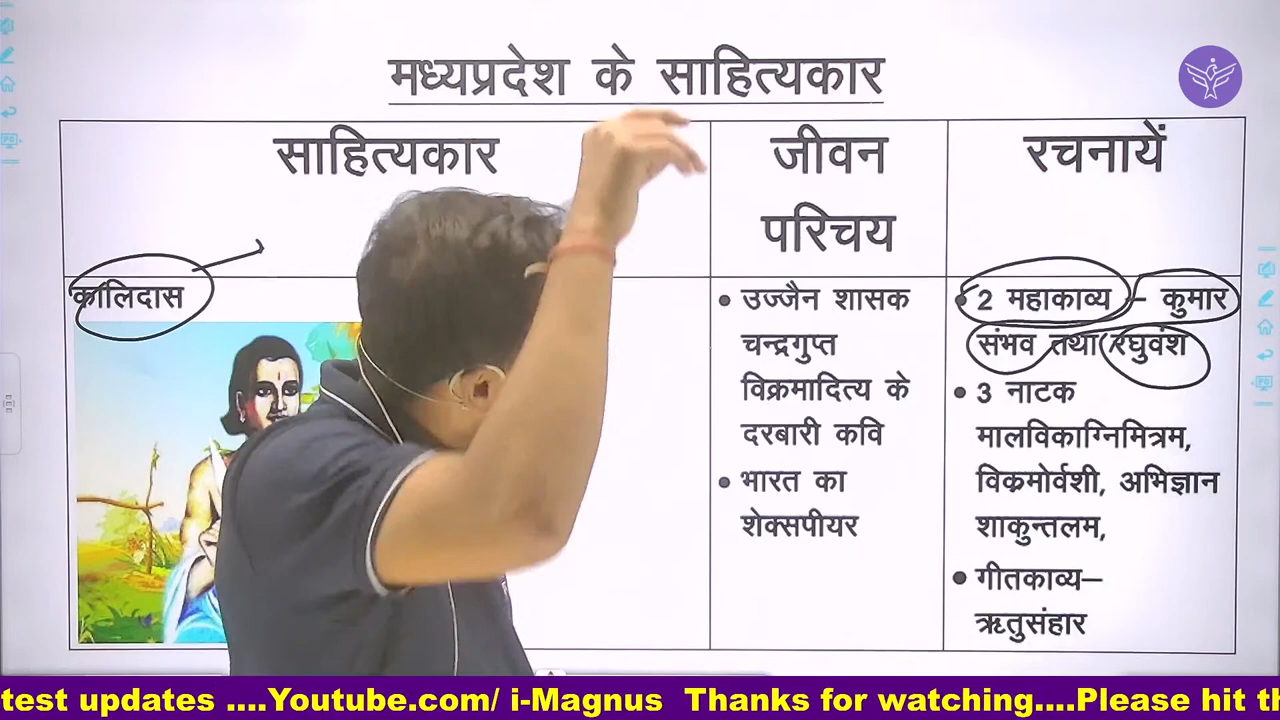 मध्यप्रदेश के साहित्यकार
साहित्यकार
जीवन
परिचय
रचनायें
कालिदास
• उज्जैन शासक
चन्द्रगुप्त
विक्रमादित्य के
दरबारी कवि
• भारत का
शेक्सपीयर
• 2 महाकाव्य – कुमार
संभव तथा रघुवंश
• 3 नाटक
मालविकाग्निमित्रम,
विक्रमोर्वशी, अभिज्ञान
शाकुन्तलम,
• गीतकाव्य–
ऋतुसंहार
test updates ....Youtube.com/ i-Magnus Thanks for watching....Please hit th